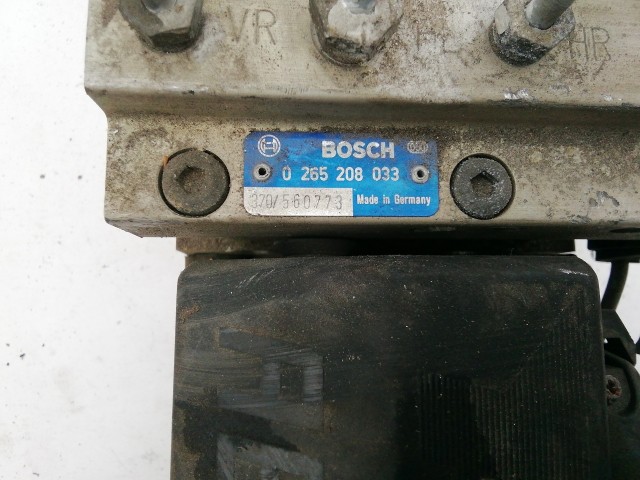 VR
HR
BOSCH
0 265 208 033
370/560773 Made in Germany